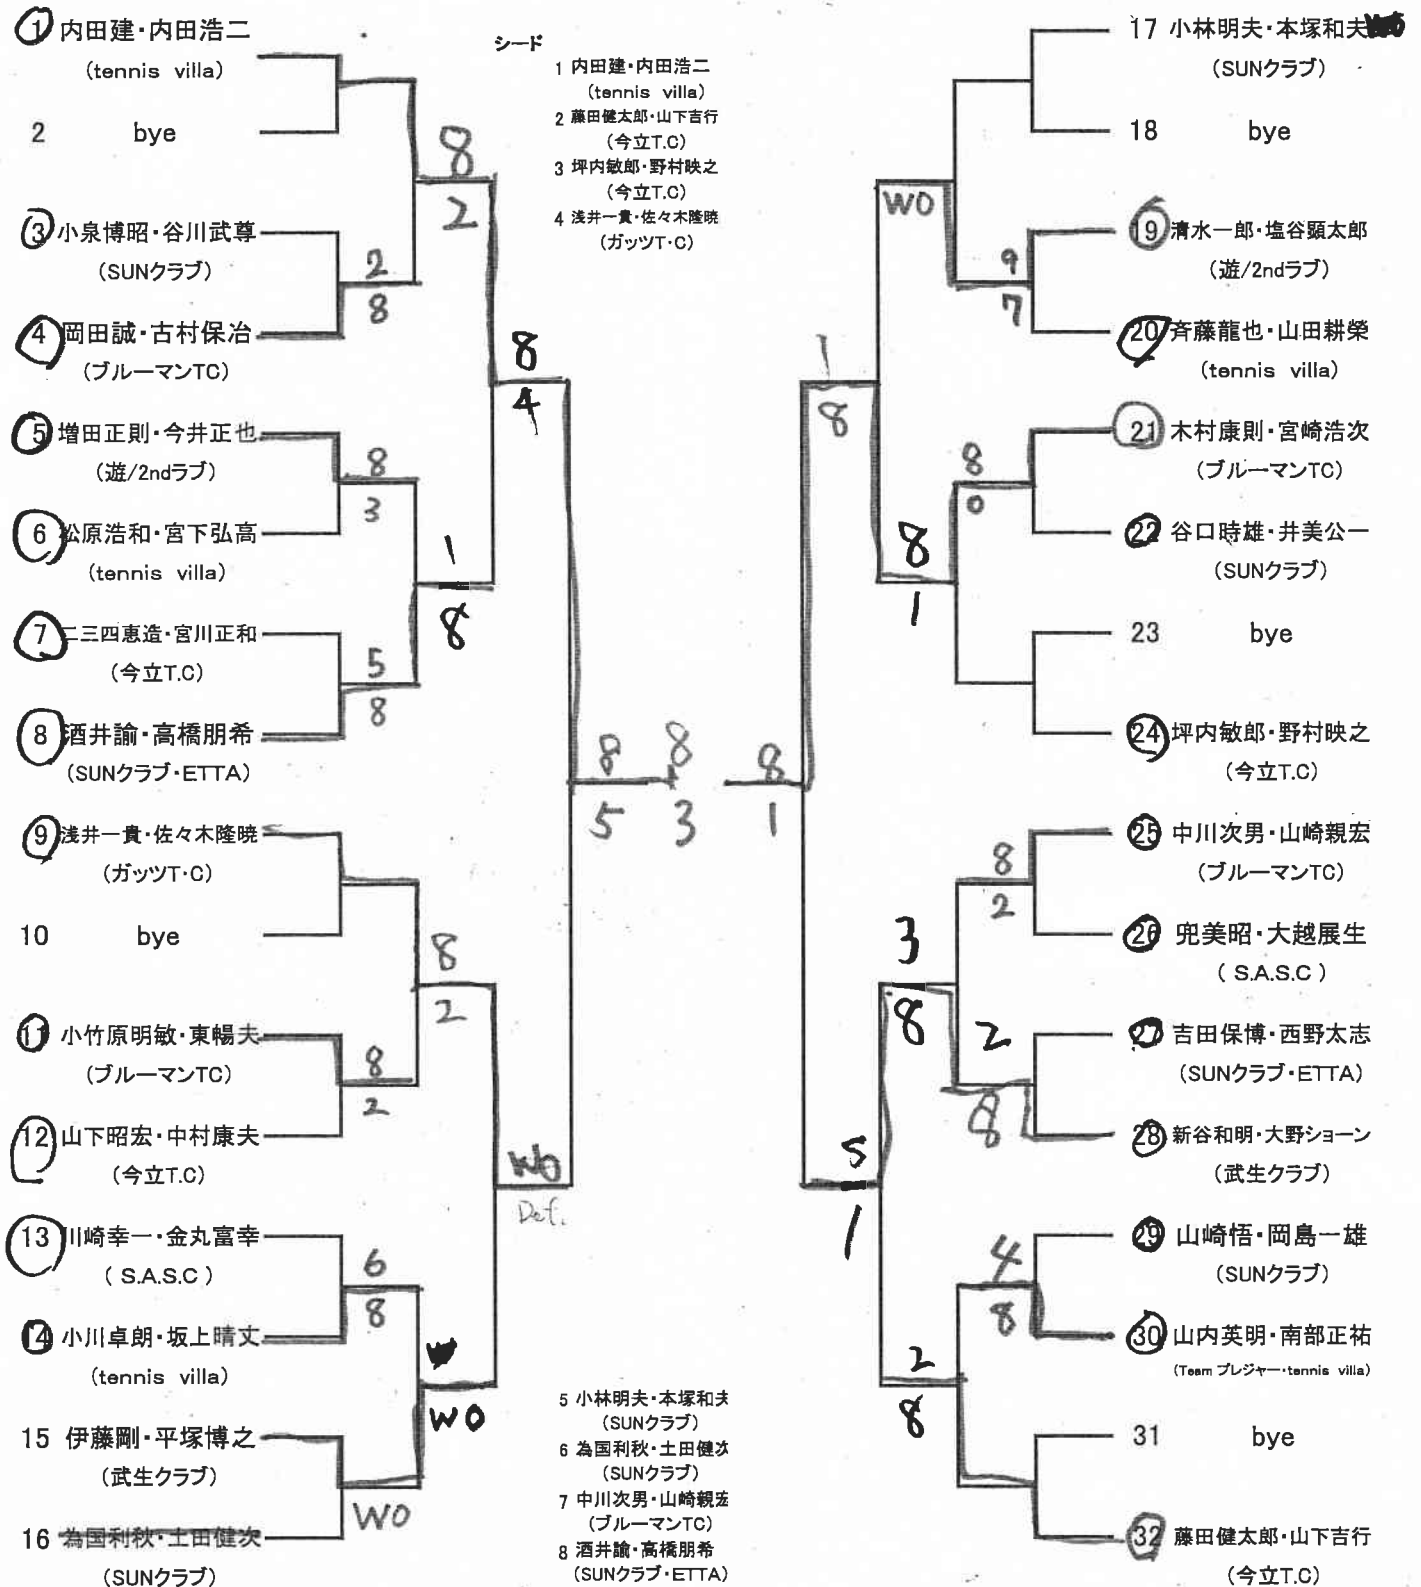 1 内田建・内田浩二
(tennis villa)
2 bye
8
2
3 小泉博昭・谷川武尊
(SUNクラブ)
2
8
4 岡田誠・古村保冶
(ブルーマンTC)
8
4
5 増田正則・今井正也
(遊/2ndラブ)
8
3
6 松原浩和・宮下弘高
(tennis villa)
1
8
7 二三四恵造・宮川正和
(今立T.C)
5
8
8 酒井諭・高橋朋希
(SUNクラブ・ETTA)
8
5
9 浅井一貴・佐々木隆暁
(ガッツT・C)
10 bye
8
2
11 小竹原明敏・東暢夫
(ブルーマンTC)
8
2
12 山下昭宏・中村康夫
(今立T.C)
WO
Def.
13 川崎幸一・金丸富幸
(S.A.S.C)
6
8
14 小川卓朗・坂上晴丈
(tennis villa)
WO
15 伊藤剛・平塚博之
(武生クラブ)
WO
16 為国利秋・土田健次
(SUNクラブ)
シード
1 内田建・内田浩二
(tennis villa)
2 藤田健太郎・山下吉行
(今立T.C)
3 坪内敏郎・野村映之
(今立T.C)
4 浅井一貴・佐々木隆暁
(ガッツT・C)
8
3
5 小林明夫・本塚和夫
(SUNクラブ)
6 為国利秋・土田健次
(SUNクラブ)
7 中川次男・山崎親宏
(ブルーマンTC)
8 酒井諭・高橋朋希
(SUNクラブ・ETTA)
17 小林明夫・本塚和夫
(SUNクラブ)
18 bye
WO
19 清水一郎・塩谷顕太郎
(遊/2ndラブ)
9
7
20 斉藤龍也・山田耕榮
(tennis villa)
1
8
21 木村康則・宮崎浩次
(ブルーマンTC)
8
0
22 谷口時雄・井美公一
(SUNクラブ)
8
1
23 bye
24 坪内敏郎・野村映之
(今立T.C)
8
1
25 中川次男・山崎親宏
(ブルーマンTC)
8
2
26 兜美昭・大越展生
(S.A.S.C)
3
8
27 吉田保博・西野太志
(SUNクラブ・ETTA)
2
8
28 新谷和明・大野ショーン
(武生クラブ)
5
1
29 山崎悟・岡島一雄
(SUNクラブ)
4
8
30 山内英明・南部正祐
(Team プレジャー・tennis villa)
2
8
31 bye
32 藤田健太郎・山下吉行
(今立T.C)